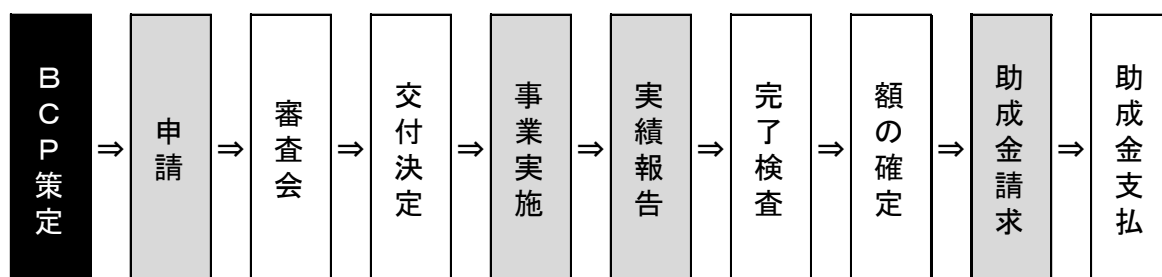 BCP策定
⇒
申請
⇒
審査会
⇒
交付決定
⇒
事業実施
⇒
実績報告
⇒
完了検査
⇒
額の確定
⇒
助成金請求
⇒
助成金支払